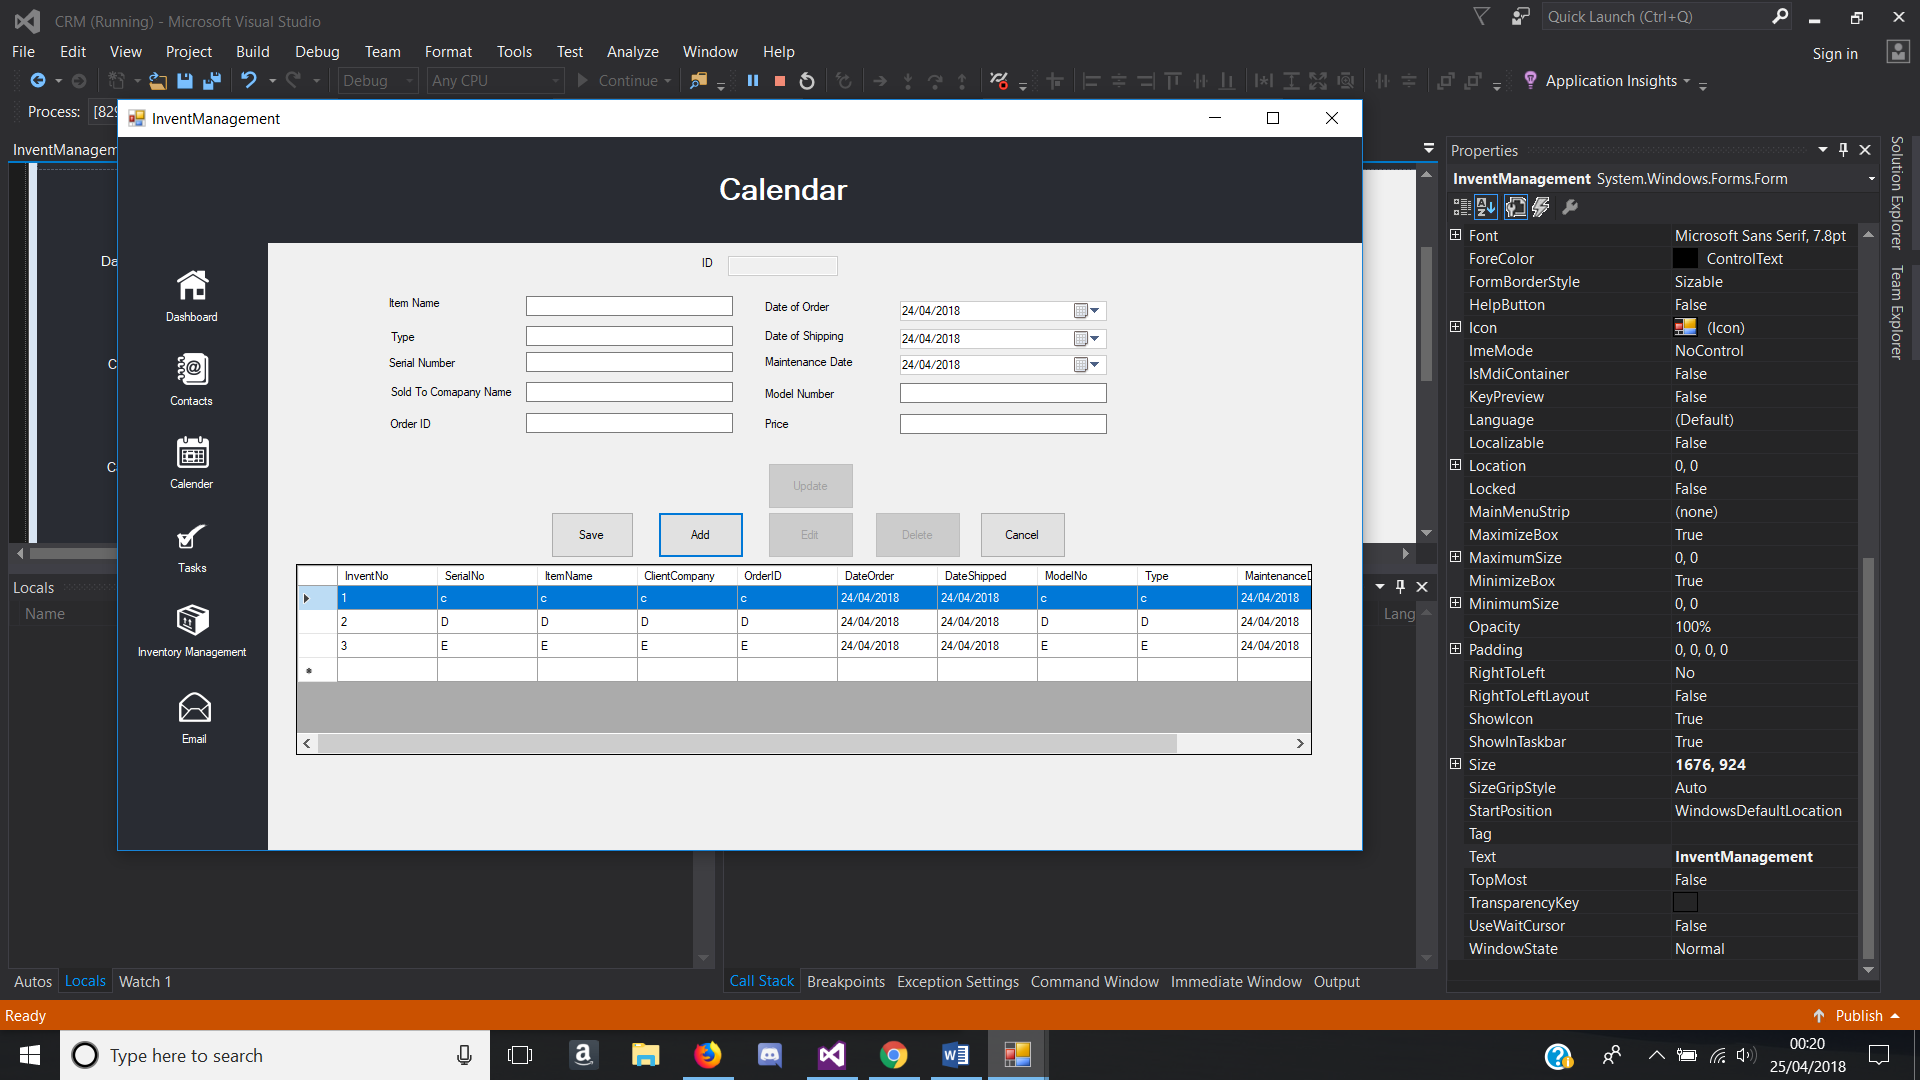 CRM (Running) - Microsoft Visual Studio
Quick Launch (Ctrl+Q)
File Edit View Project Build Debug Team Format Tools Test Analyze Window Help
Sign in
Debug Any CPU Continue Application Insights
Process: [829
InventManagement
InventManagem
Calendar
Da
C
C
Dashboard
Contacts
Calender
Tasks
Inventory Management
Email
ID
Item Name
Date of Order 24/04/2018
Type
Date of Shipping 24/04/2018
Serial Number
Maintenance Date 24/04/2018
Sold To Comapany Name
Model Number
Order ID
Price
Update
Save Add Edit Delete Cancel
InventNo SerialNo ItemName ClientCompany OrderID DateOrder DateShipped ModelNo Type MaintenanceD
1 c c c c 24/04/2018 24/04/2018 c c 24/04/2018
2 D D D D 24/04/2018 24/04/2018 D D 24/04/2018
3 E E E E 24/04/2018 24/04/2018 E E 24/04/2018
*
Locals
Name
Lang
Autos Locals Watch 1
Call Stack Breakpoints Exception Settings Command Window Immediate Window Output
Properties
InventManagement System.Windows.Forms.Form
Font Microsoft Sans Serif, 7.8pt
ForeColor ControlText
FormBorderStyle Sizable
HelpButton False
Icon (Icon)
ImeMode NoControl
IsMdiContainer False
KeyPreview False
Language (Default)
Localizable False
Location 0, 0
Locked False
MainMenuStrip (none)
MaximizeBox True
MaximumSize 0, 0
MinimizeBox True
MinimumSize 0, 0
Opacity 100%
Padding 0, 0, 0, 0
RightToLeft No
RightToLeftLayout False
ShowIcon True
ShowInTaskbar True
Size 1676, 924
SizeGripStyle Auto
StartPosition WindowsDefaultLocation
Tag
Text InventManagement
TopMost False
TransparencyKey
UseWaitCursor False
WindowState Normal
Solution Explorer
Team Explorer
Ready
Publish
Type here to search
00:20
25/04/2018